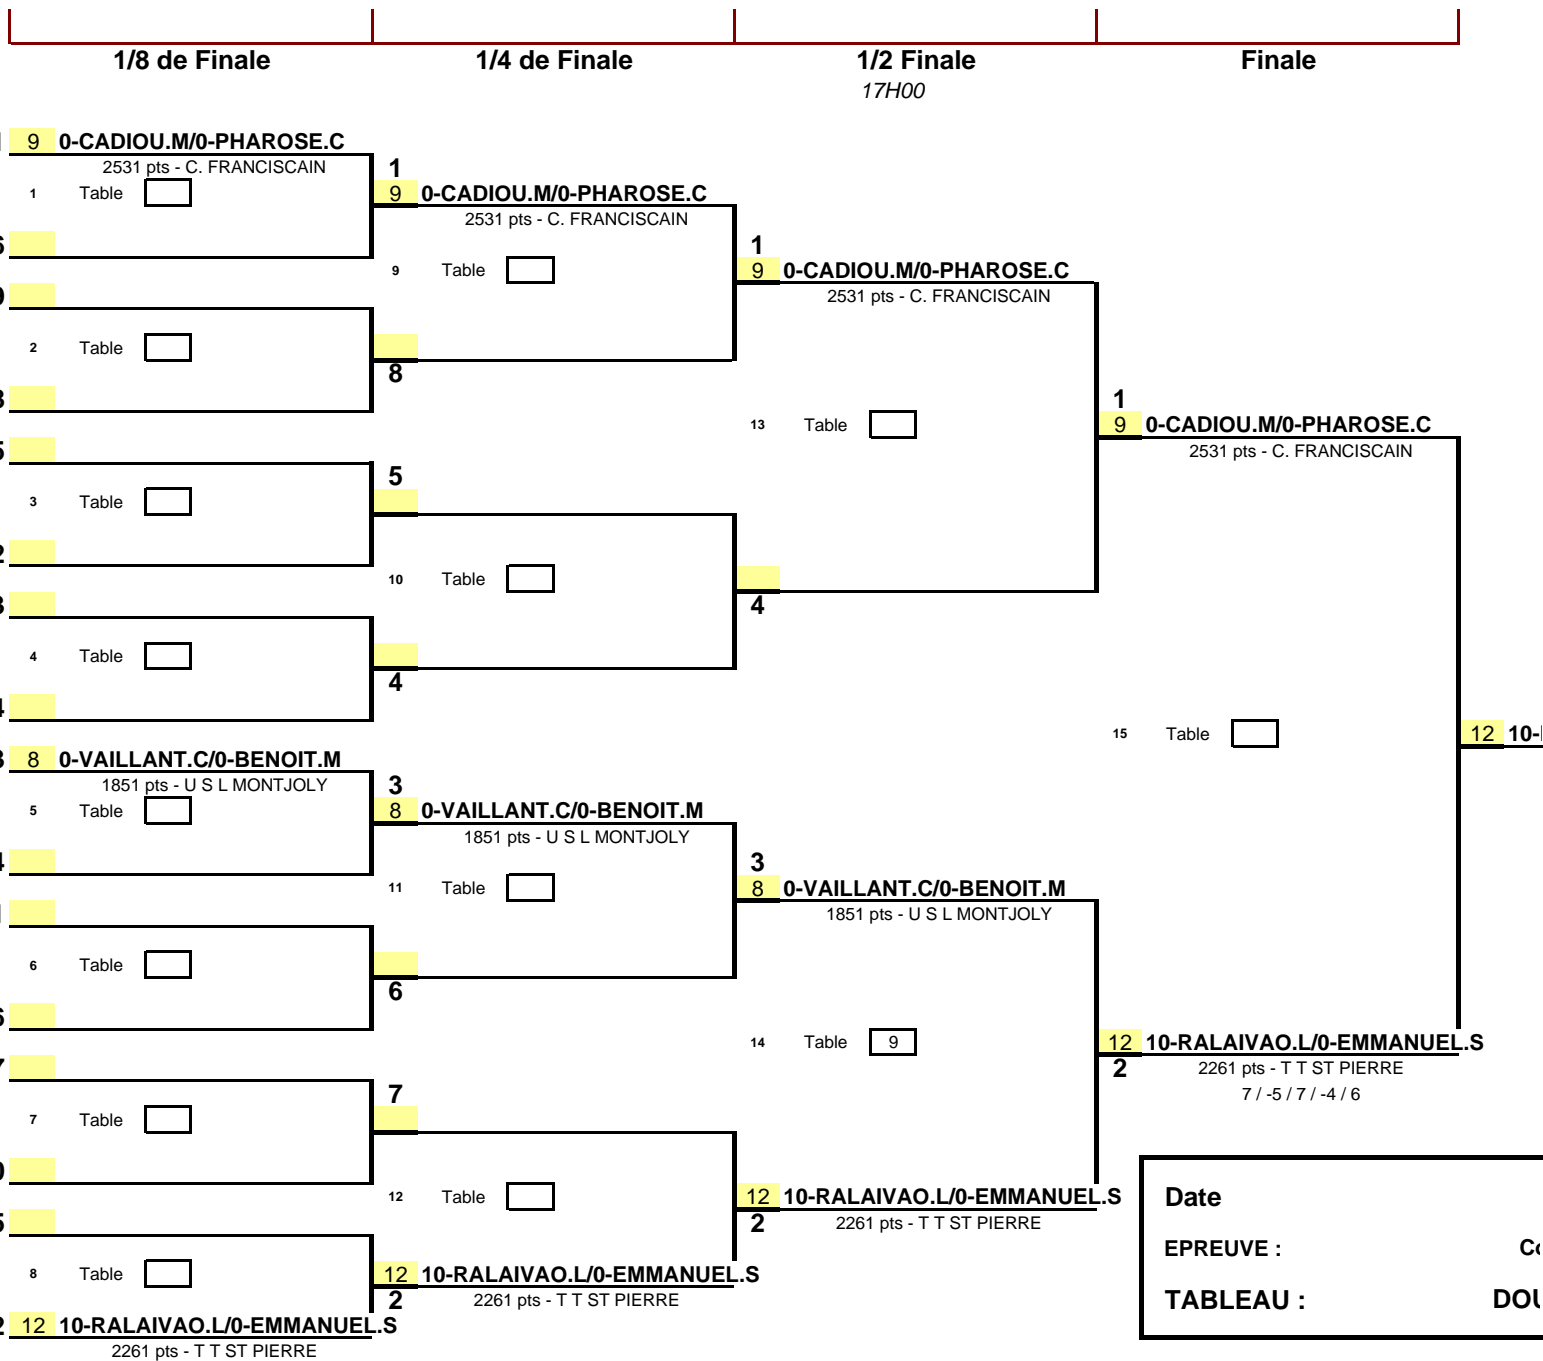 1/8 de Finale 1/4 de Finale 1/2 Finale Finale
17H00
9 0-CADIOU.M/0-PHAROSE.C
2531 pts - C. FRANCISCAIN
1 Table
2 Table
3 Table
4 Table
8 0-VAILLANT.C/0-BENOIT.M
1851 pts - U S L MONTJOLY
5 Table
6 Table
7 Table
8 Table
12 10-RALAIVAO.L/0-EMMANUEL.S
2261 pts - T T ST PIERRE
1
9 0-CADIOU.M/0-PHAROSE.C
2531 pts - C. FRANCISCAIN
9 Table
8
5
10 Table
4
3
8 0-VAILLANT.C/0-BENOIT.M
1851 pts - U S L MONTJOLY
11 Table
6
7
12 Table
12 10-RALAIVAO.L/0-EMMANUEL.S
2
2261 pts - T T ST PIERRE
1
9 0-CADIOU.M/0-PHAROSE.C
2531 pts - C. FRANCISCAIN
13 Table
4
3
8 0-VAILLANT.C/0-BENOIT.M
1851 pts - U S L MONTJOLY
14 Table 9
12 10-RALAIVAO.L/0-EMMANUEL.S
2
2261 pts - T T ST PIERRE
1
9 0-CADIOU.M/0-PHAROSE.C
2531 pts - C. FRANCISCAIN
15 Table
12 10-RALAIVAO.L/0-EMMANUEL.S
2
2261 pts - T T ST PIERRE
7 / -5 / 7 / -4 / 6
12 10-
Date
EPREUVE :
TABLEAU :